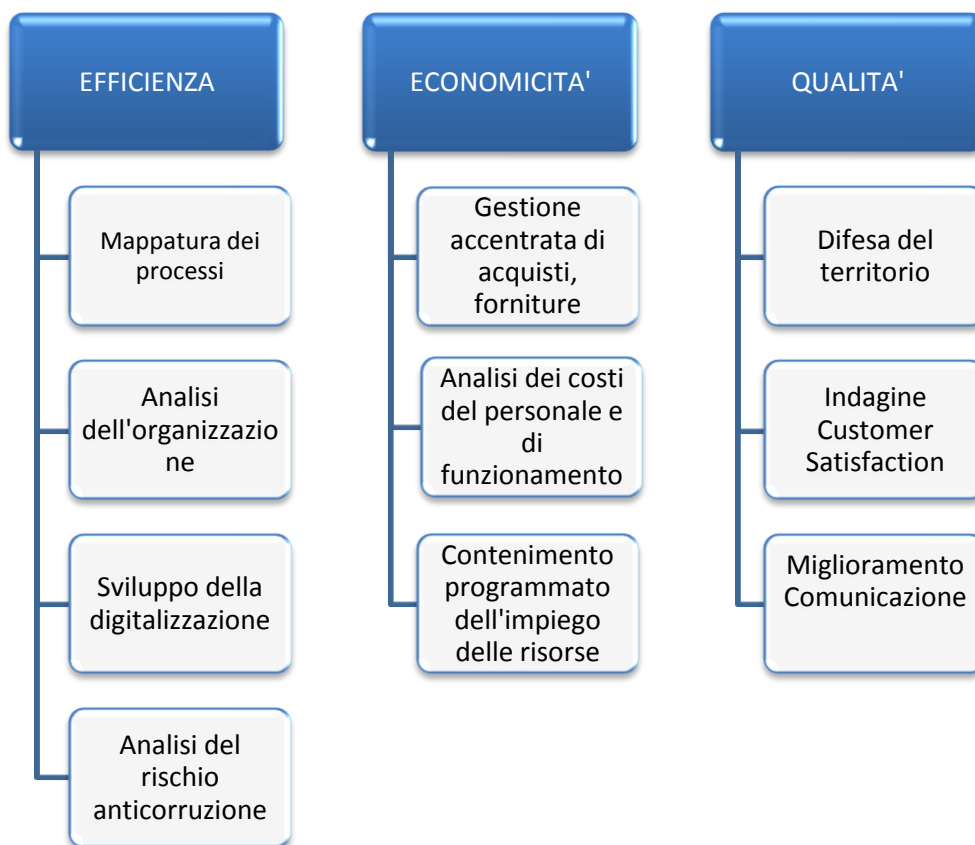 EFFICIENZA
Mappatura dei
processi
Analisi
dell'organizzazio
ne
Sviluppo della
digitalizzazione
Analisi del
rischio
anticorruzione
ECONOMICITA'
Gestione
accentrata di
acquisti,
forniture
Analisi dei costi
del personale e
di
funzionamento
Contenimento
programmato
dell'impiego
delle risorse
QUALITA'
Difesa del
territorio
Indagine
Customer
Satisfaction
Miglioramento
Comunicazione